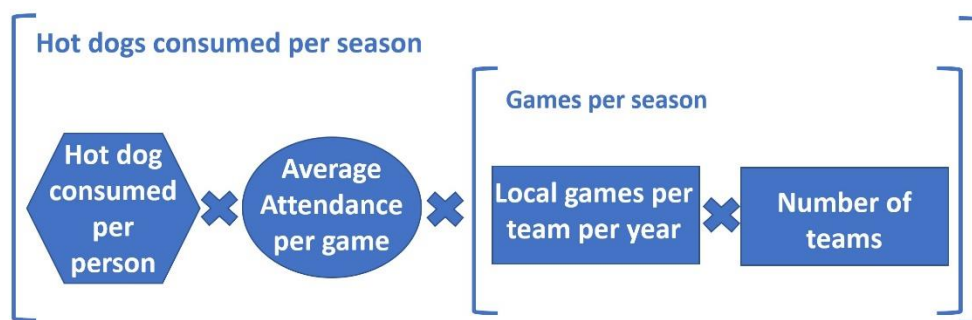 Hot dogs consumed per season
Games per season
Hot dog
consumed
per
person
Average
Attendance
per game
Local games per
team per year
Number of
teams